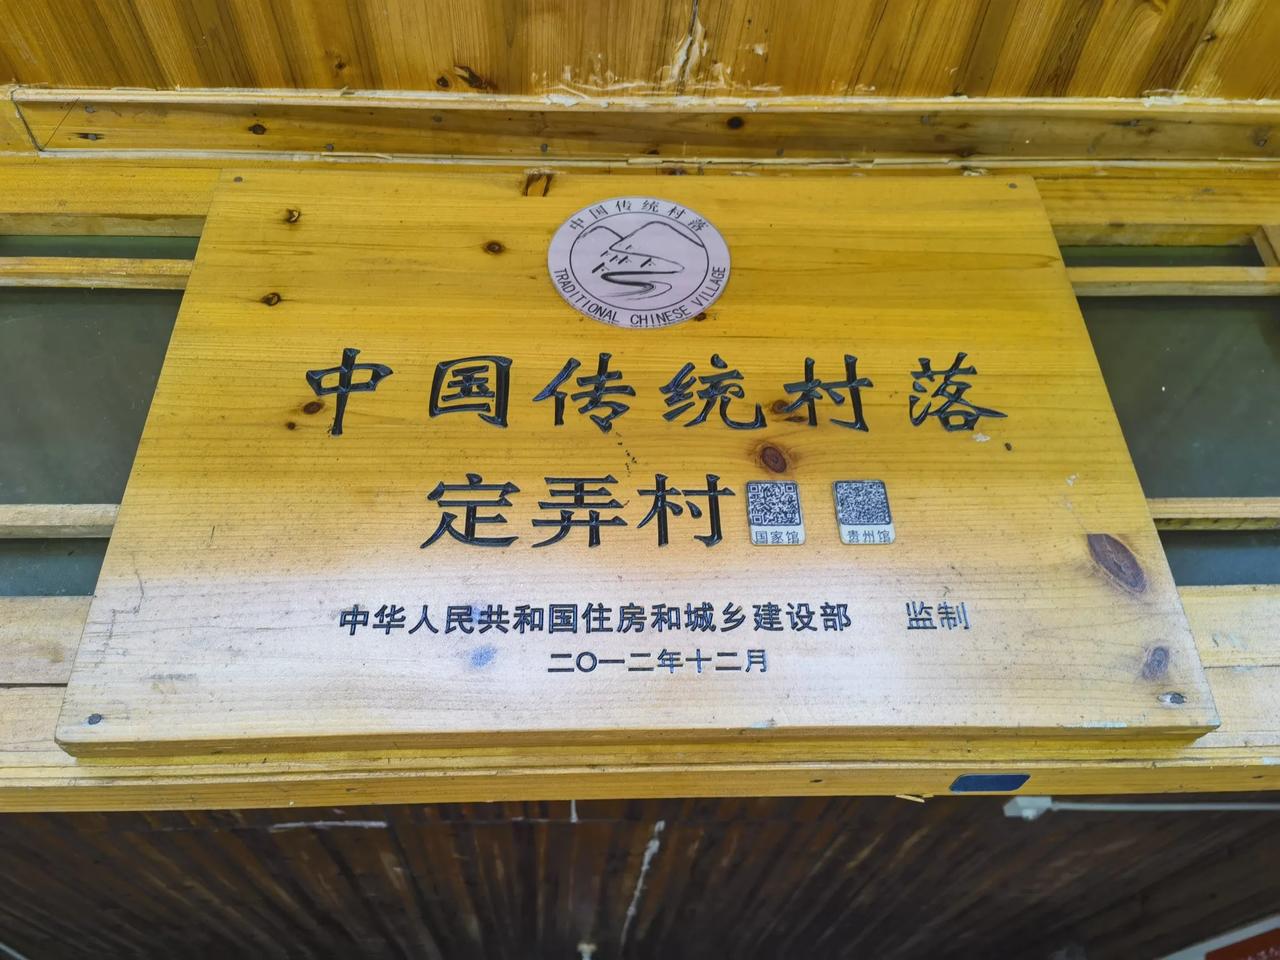 中国传统村落
TRADITIONAL CHINESE VILLAGE
中国传统村落
定弄村
国家馆 贵州馆
中华人民共和国住房和城乡建设部 监制
二〇一二年十二月